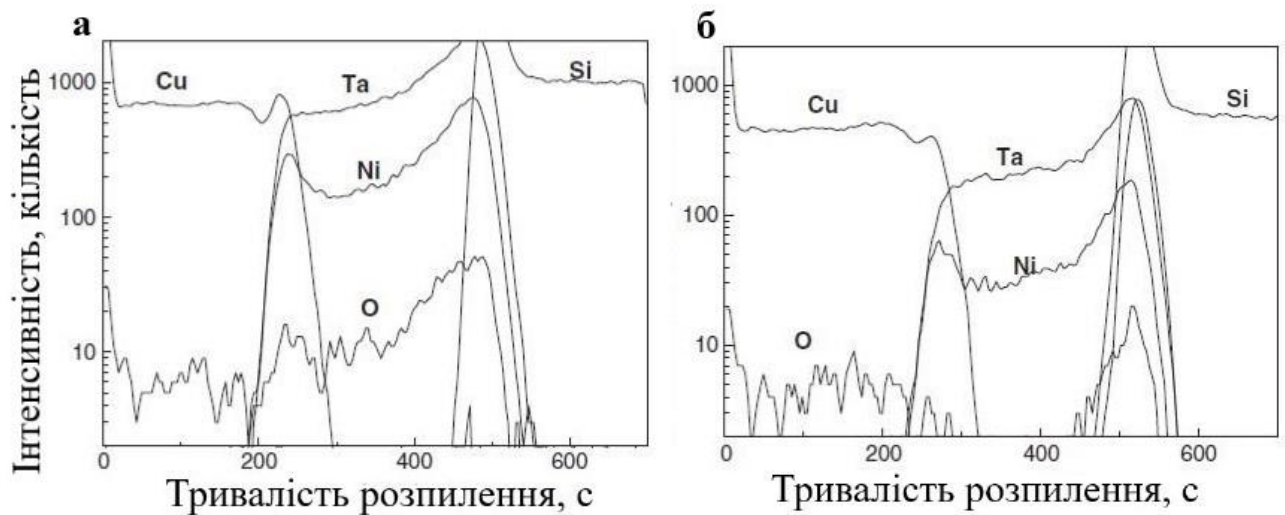 а
б
Інтенсивність, кількість
1000
100
10
Cu
Ta
Si
Ni
O
0
200
400
600
Тривалість розпилення, с
1000
100
10
Cu
Ta
Si
Ni
O
0
200
400
600
Тривалість розпилення, с